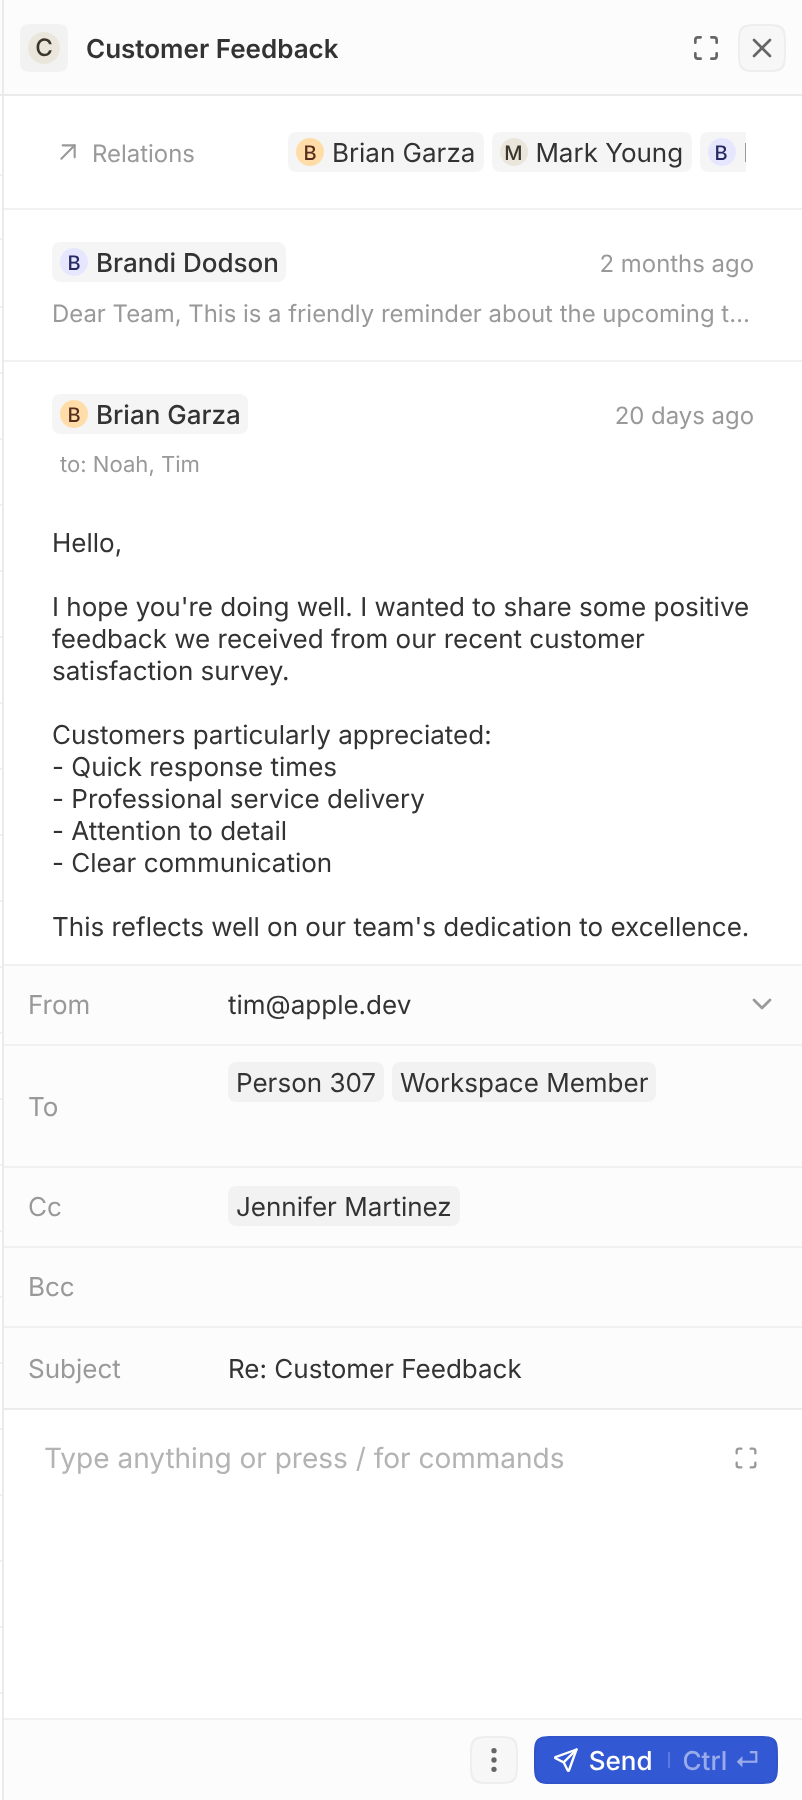 C Customer Feedback
Relations B Brian Garza M Mark Young B
B Brandi Dodson 2 months ago
Dear Team, This is a friendly reminder about the upcoming t...
B Brian Garza 20 days ago
to: Noah, Tim
Hello,
I hope you're doing well. I wanted to share some positive
feedback we received from our recent customer
satisfaction survey.
Customers particularly appreciated:
- Quick response times
- Professional service delivery
- Attention to detail
- Clear communication
This reflects well on our team's dedication to excellence.
From tim@apple.dev
To Person 307 Workspace Member
Cc Jennifer Martinez
Bcc
Subject Re: Customer Feedback
Type anything or press / for commands
Send Ctrl ⏎